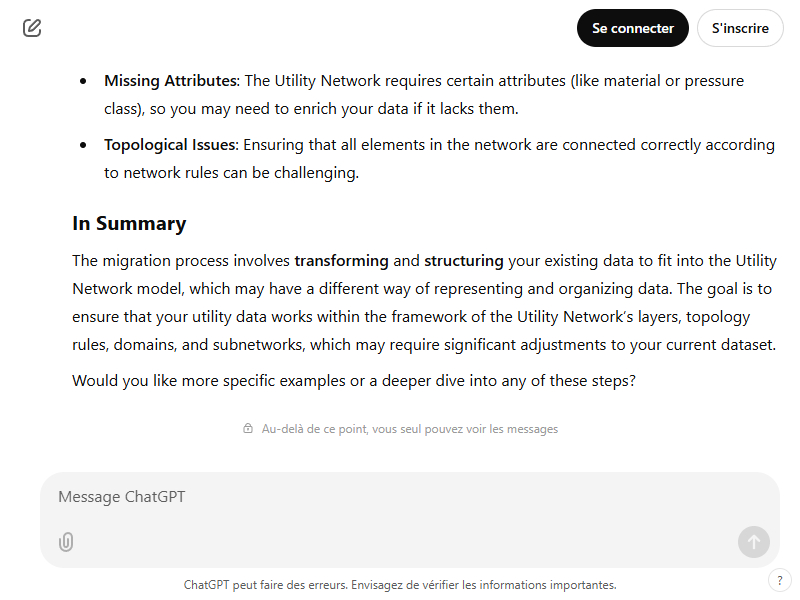 Se connecter
S'inscrire
Missing Attributes: The Utility Network requires certain attributes (like material or pressure
class), so you may need to enrich your data if it lacks them.
Topological Issues: Ensuring that all elements in the network are connected correctly according
to network rules can be challenging.
In Summary
The migration process involves transforming and structuring your existing data to fit into the Utility
Network model, which may have a different way of representing and organizing data. The goal is to
ensure that your utility data works within the framework of the Utility Network’s layers, topology
rules, domains, and subnetworks, which may require significant adjustments to your current dataset.
Would you like more specific examples or a deeper dive into any of these steps?
Au-delà de ce point, vous seul pouvez voir les messages
Message ChatGPT
ChatGPT peut faire des erreurs. Envisagez de vérifier les informations importantes.
?